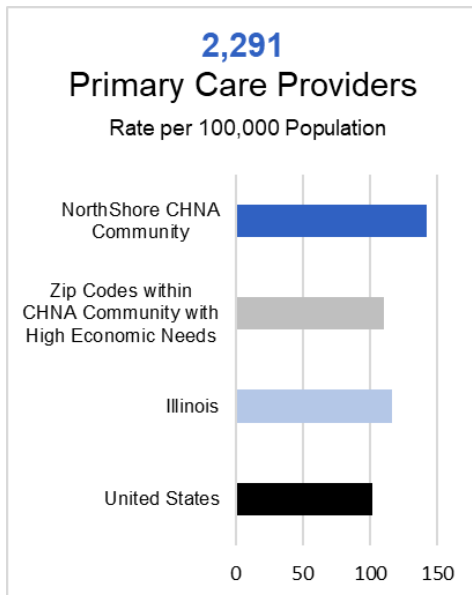 2,291
Primary Care Providers
Rate per 100,000 Population
NorthShore CHNA
Community
Zip Codes within
CHNA Community with
High Economic Needs
Illinois
United States
0 50 100 150